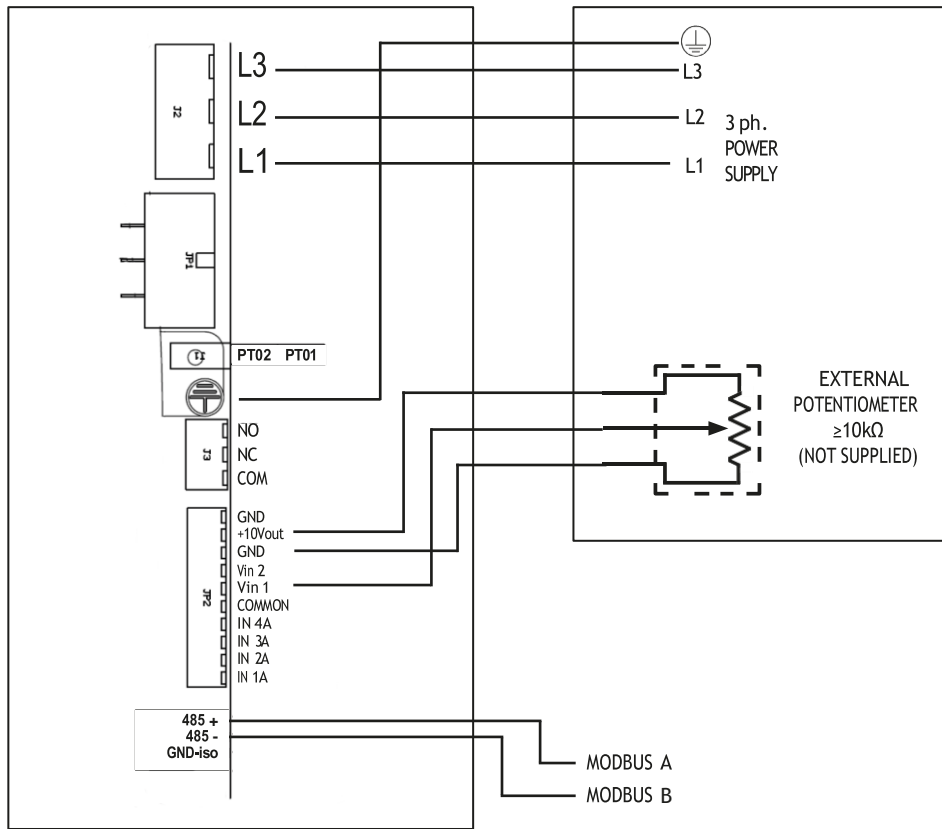 L3
L2
L1
J2
JP1
J1
PT02 PT01
NO
NC
COM
J3
GND
+10Vout
GND
Vin 2
Vin 1
COMMON
IN 4A
IN 3A
IN 2A
IN 1A
JP2
485 +
485 -
GND-iso
L3
L2
L1
3 ph.
POWER
SUPPLY
EXTERNAL
POTENTIOMETER
≥10kΩ
(NOT SUPPLIED)
MODBUS A
MODBUS B